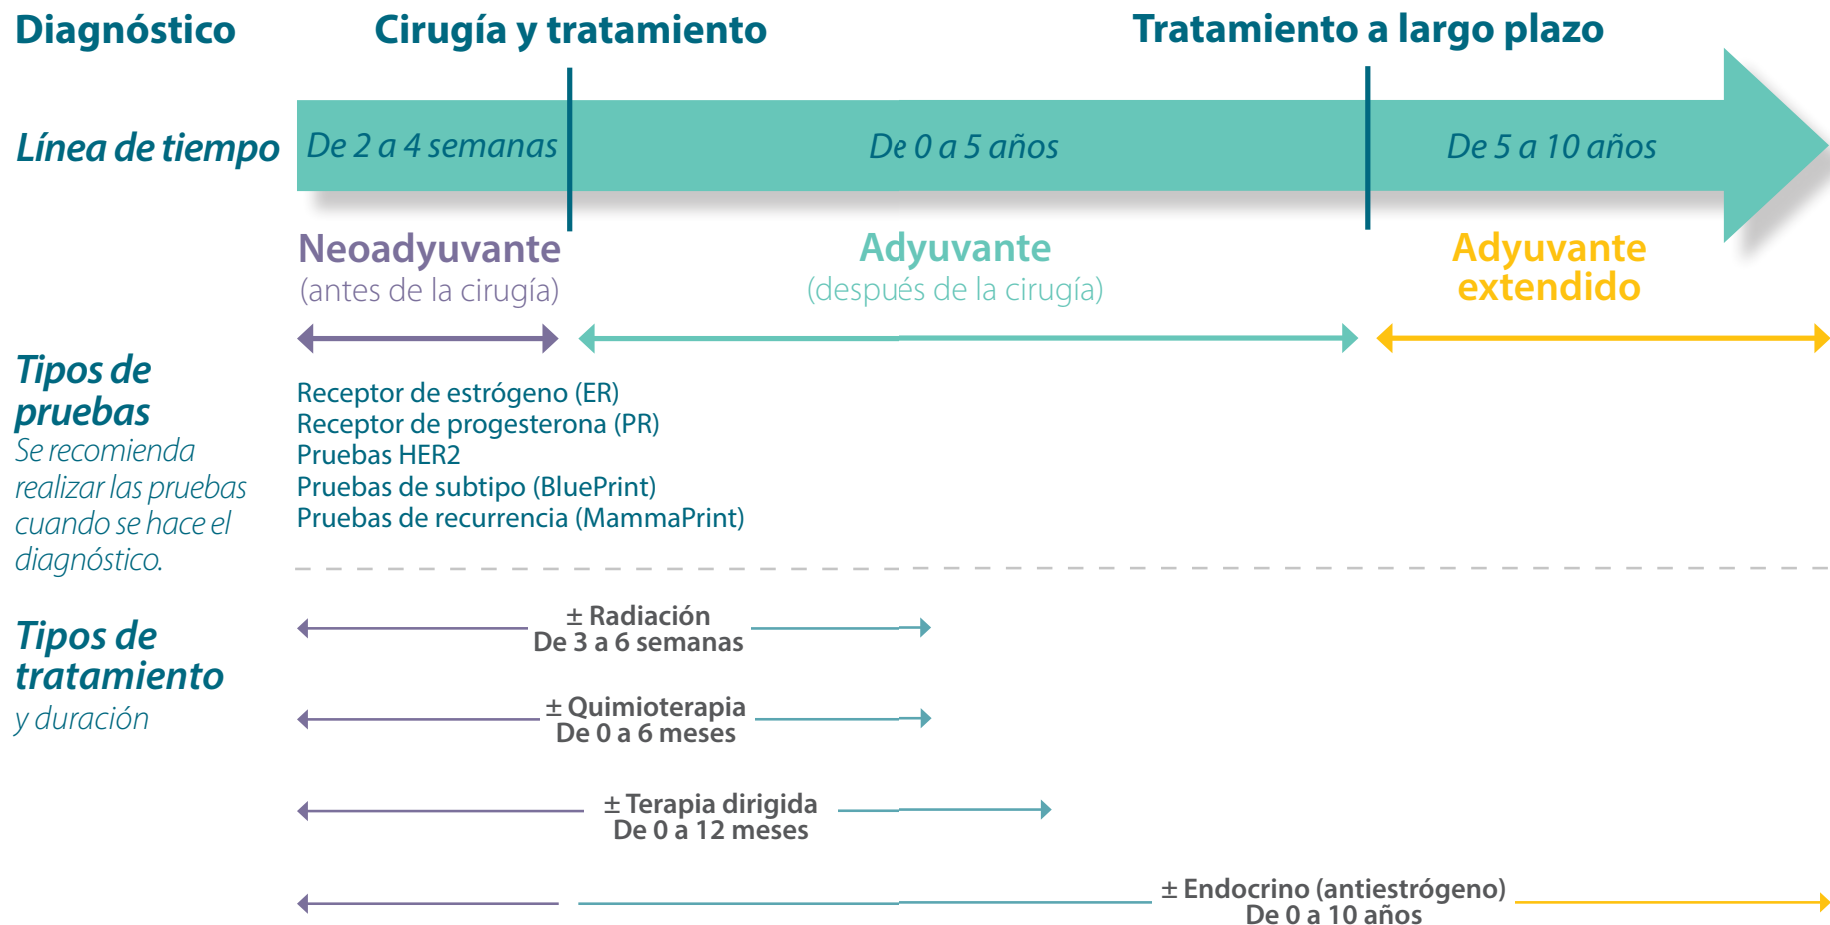 Diagnóstico
Cirugía y tratamiento
Tratamiento a largo plazo
Línea de tiempo
De 2 a 4 semanas
De 0 a 5 años
De 5 a 10 años
Neoadyuvante
(antes de la cirugía)
Adyuvante
(después de la cirugía)
Adyuvante
extendido
Tipos de
pruebas
Se recomienda
realizar las pruebas
cuando se hace el
diagnóstico.
Receptor de estrógeno (ER)
Receptor de progesterona (PR)
Pruebas HER2
Pruebas de subtipo (BluePrint)
Pruebas de recurrencia (MammaPrint)
Tipos de
tratamiento
y duración
± Radiación
De 3 a 6 semanas
± Quimioterapia
De 0 a 6 meses
± Terapia dirigida
De 0 a 12 meses
± Endocrino (antiestrógeno)
De 0 a 10 años